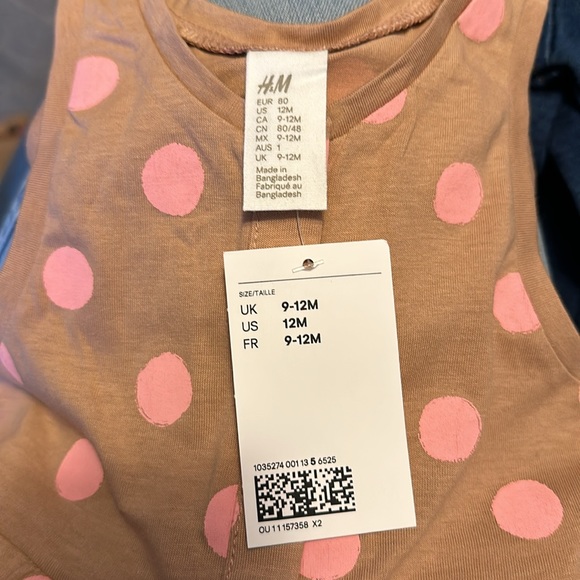 H&M
EUR 80
US 12M
CA 9-12M
CN 80/48
MX 9-12M
AUS 1
UK 9-12M
Made in
Bangladesh
Fabriqué au
Bangladesh
SIZE/TAILLE
UK 9-12M
US 12M
FR 9-12M
1035274 001 13 5 6525
OU 11157358 X2